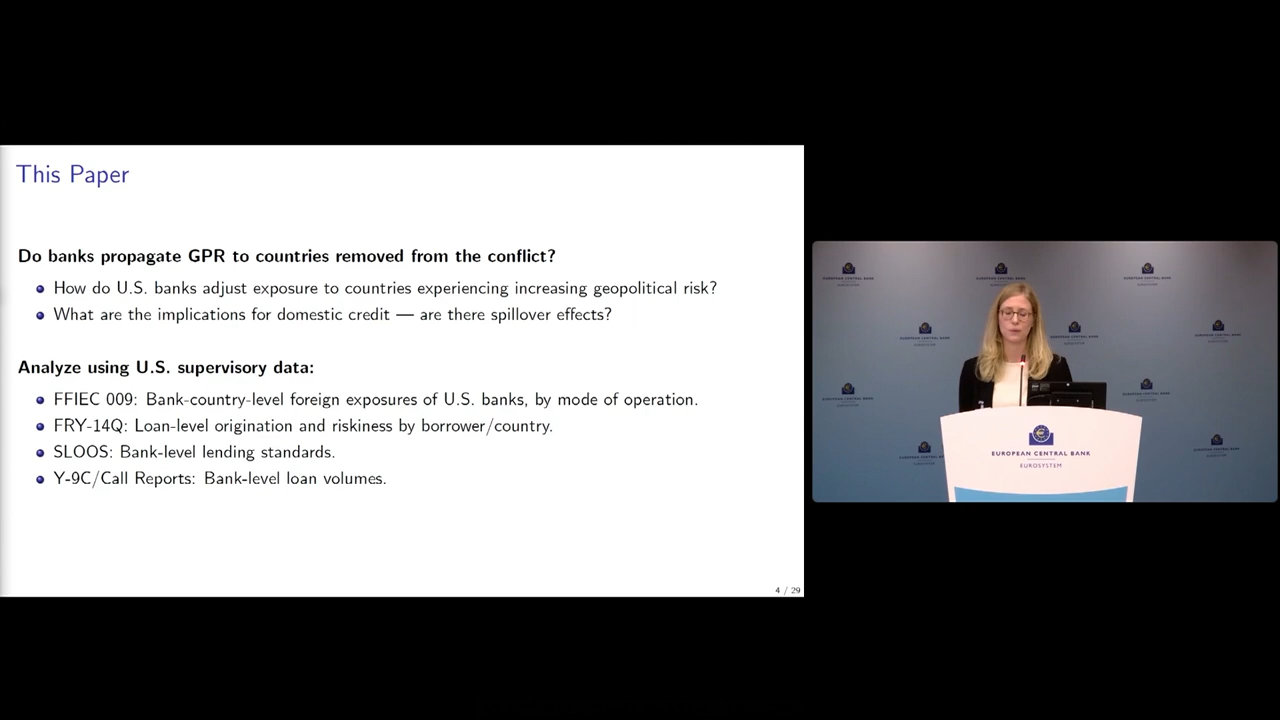 This Paper
Do banks propagate GPR to countries removed from the conflict?
How do U.S. banks adjust exposure to countries experiencing increasing geopolitical risk?
What are the implications for domestic credit — are there spillover effects?
Analyze using U.S. supervisory data:
FFIEC 009: Bank-country-level foreign exposures of U.S. banks, by mode of operation.
FRY-14Q: Loan-level origination and riskiness by borrower/country.
SLOOS: Bank-level lending standards.
Y-9C/Call Reports: Bank-level loan volumes.
4 / 29
EUROPEAN CENTRAL BANK
EUROSYSTEM